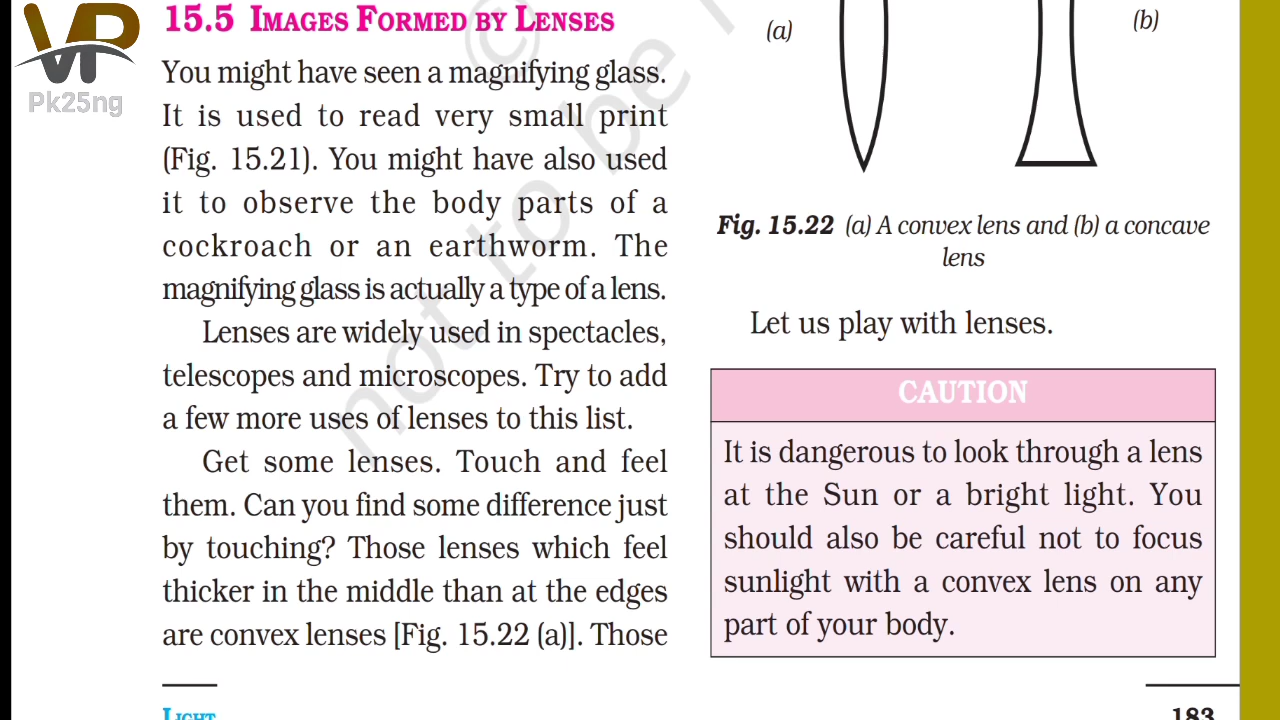 VP
Pk25ng
15.5 IMAGES FORMED BY LENSES
You might have seen a magnifying glass.
It is used to read very small print
(Fig. 15.21). You might have also used
it to observe the body parts of a
cockroach or an earthworm. The
magnifying glass is actually a type of a lens.
Lenses are widely used in spectacles,
telescopes and microscopes. Try to add
a few more uses of lenses to this list.
Get some lenses. Touch and feel
them. Can you find some difference just
by touching? Those lenses which feel
thicker in the middle than at the edges
are convex lenses [Fig. 15.22 (a)]. Those
(a)
(b)
Fig. 15.22 (a) A convex lens and (b) a concave
lens
Let us play with lenses.
CAUTION
It is dangerous to look through a lens
at the Sun or a bright light. You
should also be careful not to focus
sunlight with a convex lens on any
part of your body.
LIGHT
183
©
not to be